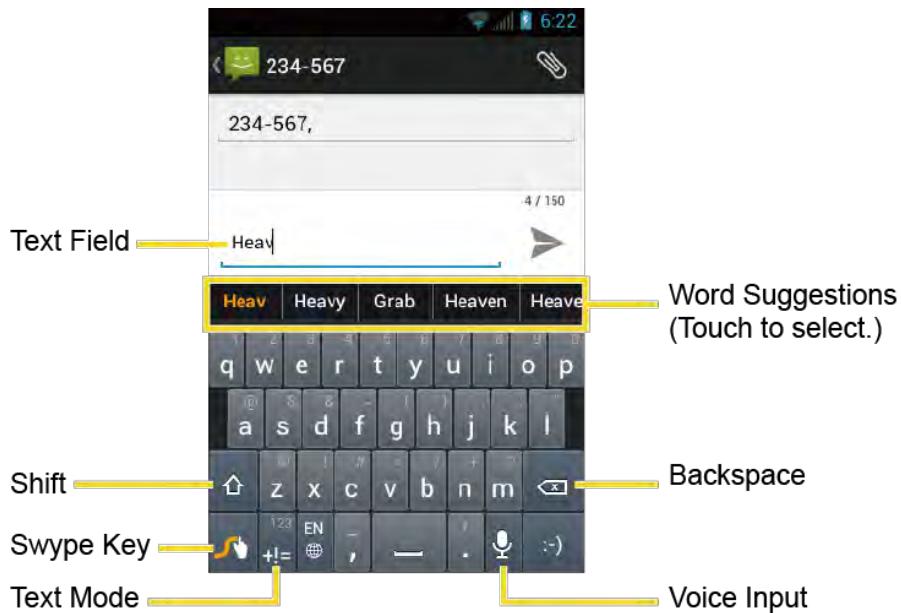 6:22
234-567
234-567,
4 / 150
Text Field
Heav
Heav Heavy Grab Heaven Heave
Word Suggestions
(Touch to select.)
q w e r t y u i o p
a s d f g h j k l
Shift
z x c v b n m
Backspace
Swype Key
123 EN
+!= , . :-)
Text Mode
Voice Input